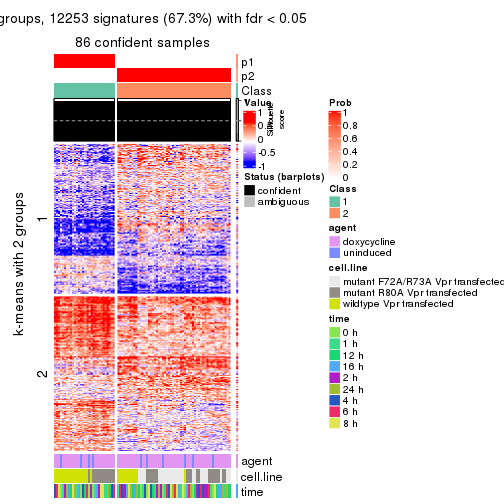 groups, 12253 signatures (67.3%) with fdr < 0.05
86 confident samples
p1
p2
Class
Silhouette score
k-means with 2 groups
1
2
agent
cell.line
time
Value
1
0.5
0
-0.5
-1
Status (barplots)
confident
ambiguous
Prob
1
0.8
0.6
0.4
0.2
0
Class
1
2
agent
doxycycline
uninduced
cell.line
mutant F72A/R73A Vpr transfected
mutant R80A Vpr transfected
wildtype Vpr transfected
time
0 h
1 h
12 h
16 h
2 h
24 h
4 h
6 h
8 h